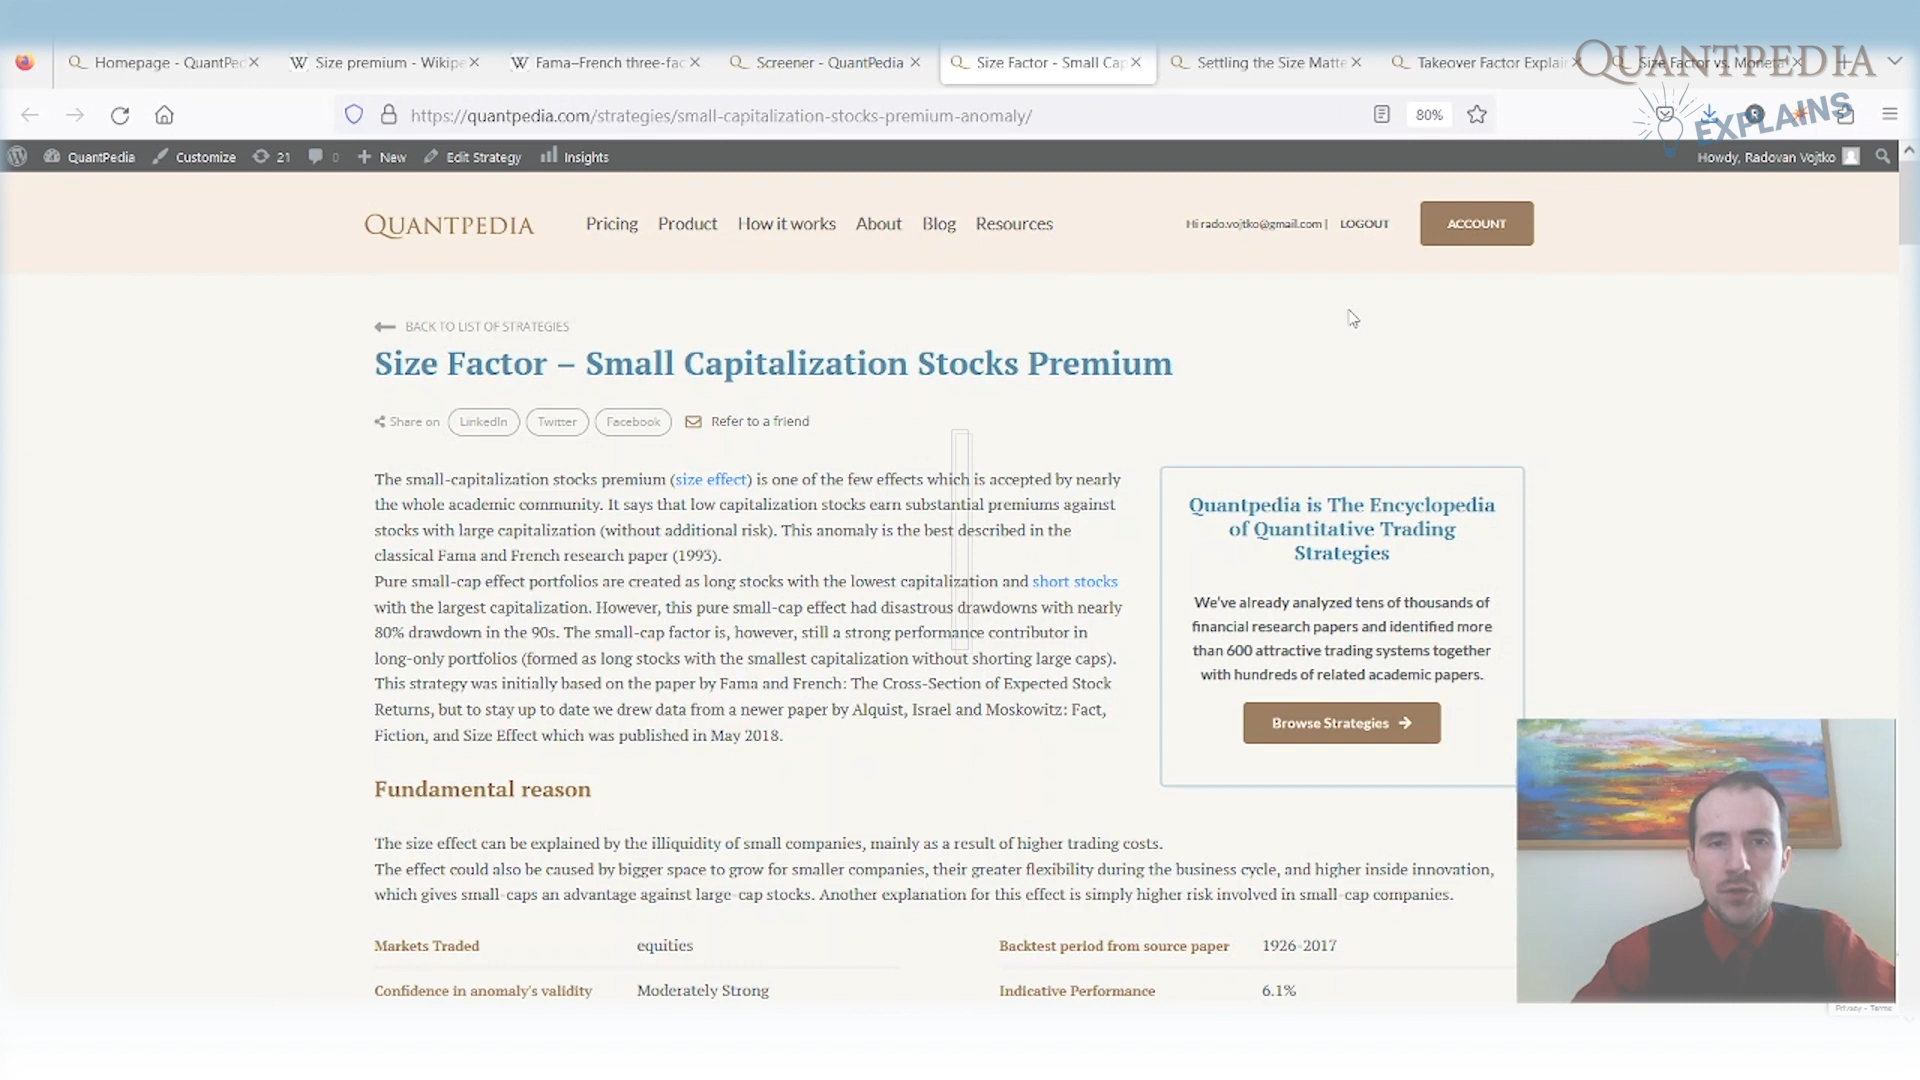 Homepage - QuantPe
Size premium - Wikipe
Fama–French three-fac
Screener - QuantPedia
Size Factor - Small Ca
Settling the Size Matte
Takeover Factor Explai
Size Factor vs. Moneta
QUANTPEDIA
EXPLAINS
https://quantpedia.com/strategies/small-capitalization-stocks-premium-anomaly/
80%
QuantPedia
Customize
21
0
New
Edit Strategy
Insights
Howdy, Radovan Vojtko
QUANTPEDIA
Pricing
Product
How it works
About
Blog
Resources
Hi rado.vojtko@gmail.com |
LOGOUT
ACCOUNT
BACK TO LIST OF STRATEGIES
Size Factor – Small Capitalization Stocks Premium
Share on
LinkedIn
Twitter
Facebook
Refer to a friend
The small-capitalization stocks premium (size effect) is one of the few effects which is accepted by nearly
the whole academic community. It says that low capitalization stocks earn substantial premiums against
stocks with large capitalization (without additional risk). This anomaly is the best described in the
classical Fama and French research paper (1993).
Pure small-cap effect portfolios are created as long stocks with the lowest capitalization and short stocks
with the largest capitalization. However, this pure small-cap effect had disastrous drawdowns with nearly
80% drawdown in the 90s. The small-cap factor is, however, still a strong performance contributor in
long-only portfolios (formed as long stocks with the smallest capitalization without shorting large caps).
This strategy was initially based on the paper by Fama and French: The Cross-Section of Expected Stock
Returns, but to stay up to date we drew data from a newer paper by Alquist, Israel and Moskowitz: Fact,
Fiction, and Size Effect which was published in May 2018.
Quantpedia is The Encyclopedia
of Quantitative Trading
Strategies
We've already analyzed tens of thousands of
financial research papers and identified more
than 600 attractive trading systems together
with hundreds of related academic papers.
Browse Strategies
Fundamental reason
The size effect can be explained by the illiquidity of small companies, mainly as a result of higher trading costs.
The effect could also be caused by bigger space to grow for smaller companies, their greater flexibility during the business cycle, and higher inside innovation,
which gives small-caps an advantage against large-cap stocks. Another explanation for this effect is simply higher risk involved in small-cap companies.
Markets Traded
equities
Backtest period from source paper
1926-2017
Confidence in anomaly's validity
Moderately Strong
Indicative Performance
6.1%
Privacy - Terms